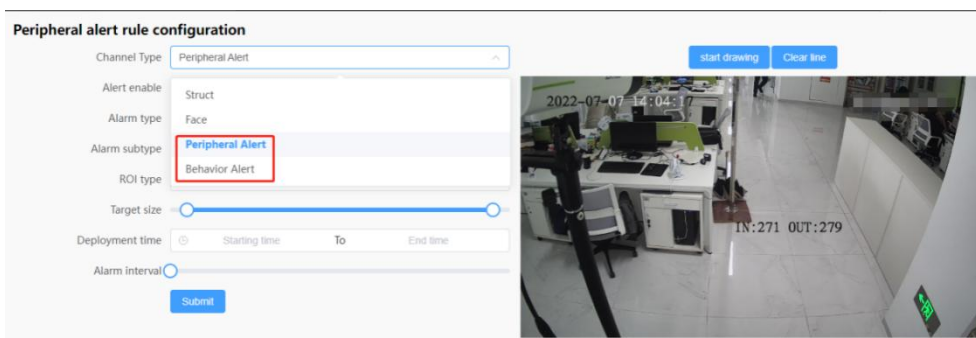 Peripheral alert rule configuration
Channel Type Peripheral Alert
start drawing Clear line
Alert enable
Struct
Alarm type
Face
Alarm subtype
Peripheral Alert
Behavior Alert
ROI type
Target size
Deployment time Starting time To End time
Alarm interval
Submit
2022-07-07 14:04:17
IN:271 OUT:279